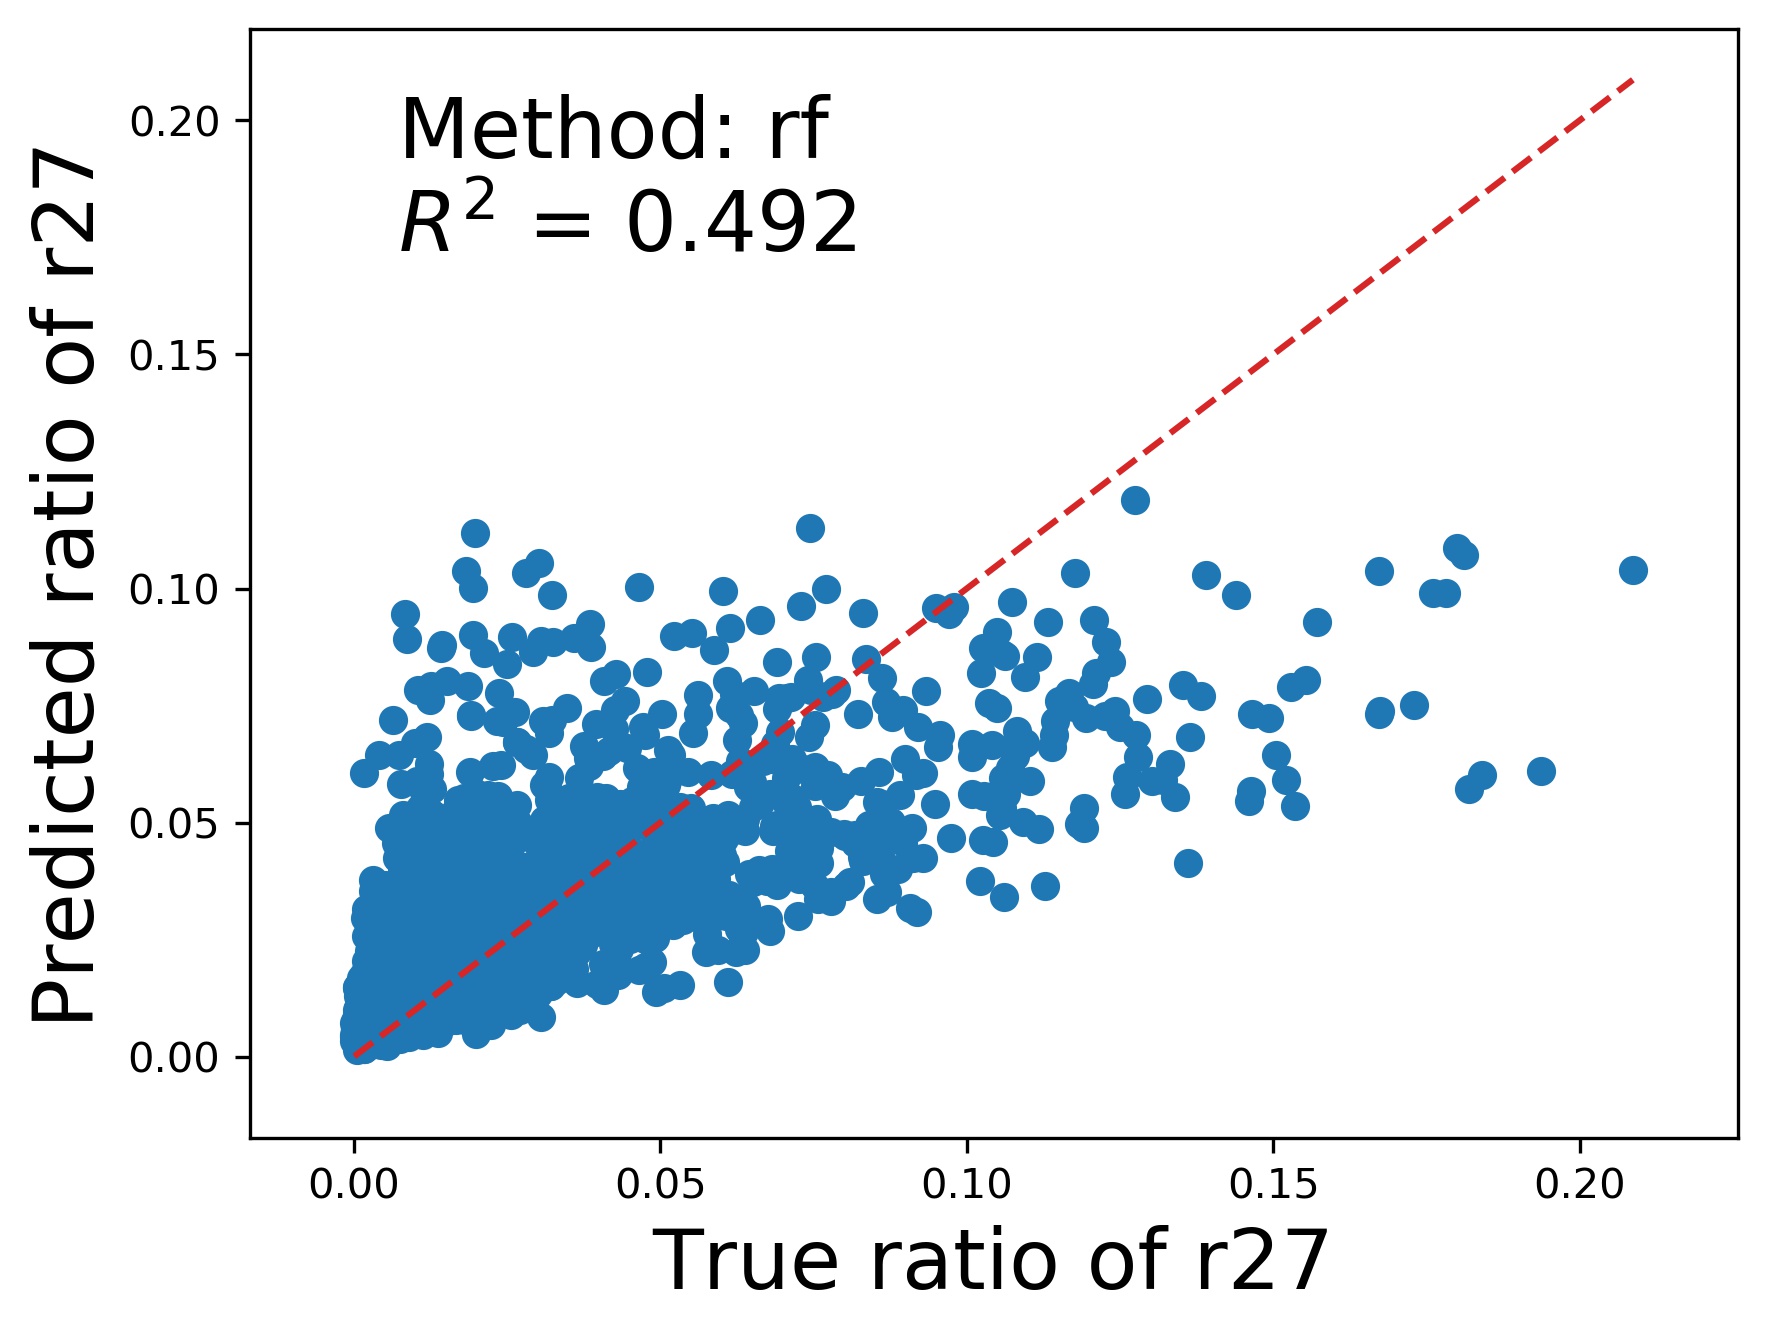 Method: rf
R² = 0.492
Predicted ratio of r27
0.20
0.15
0.10
0.05
0.00
0.00 0.05 0.10 0.15 0.20
True ratio of r27